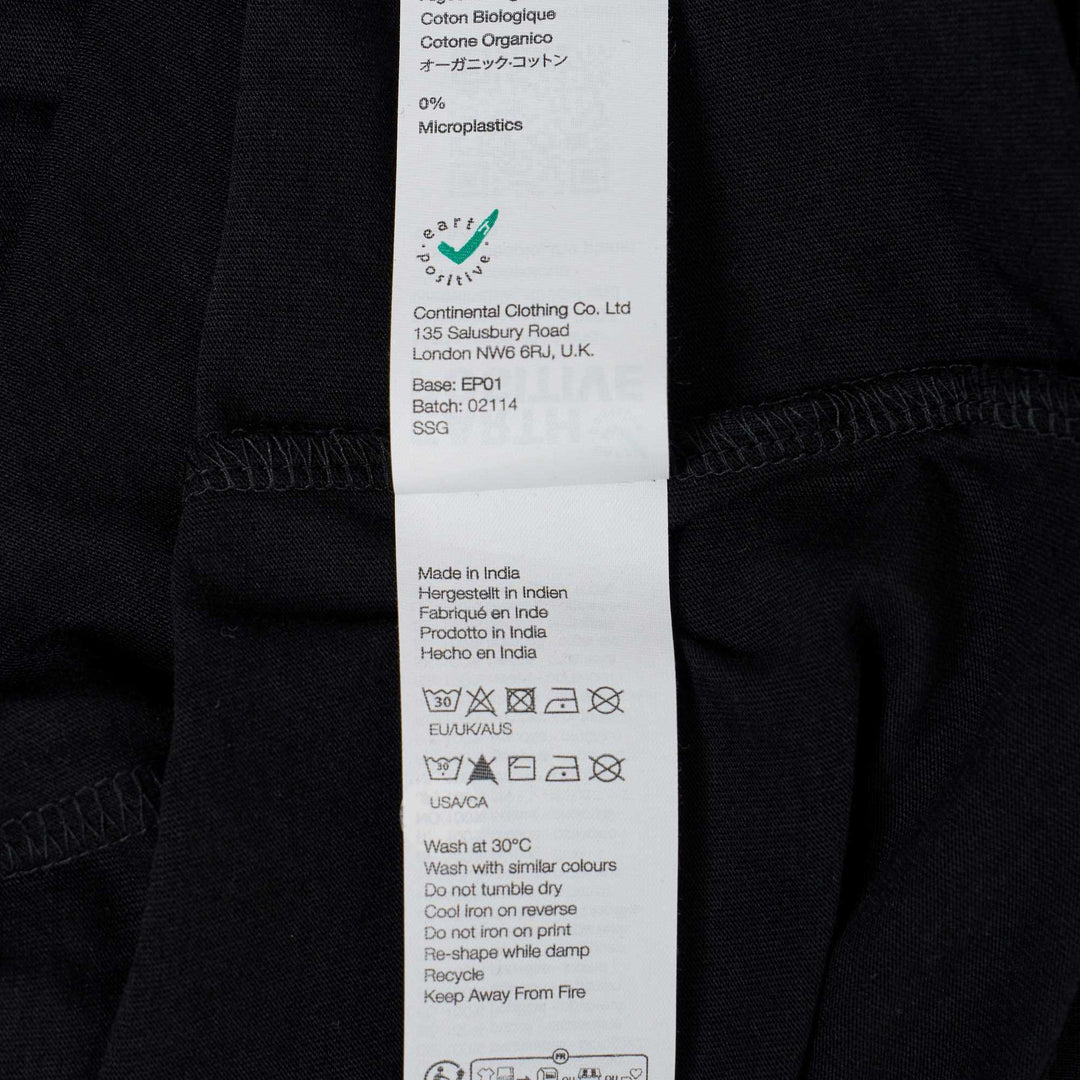 Coton Biologique
Cotone Organico
オーガニック·コットン
0%
Microplastics
eart
positive
Continental Clothing Co. Ltd
135 Salusbury Road
London NW6 6RJ, U.K.
Base: EP01
Batch: 02114
SSG
Made in India
Hergestellt in Indien
Fabriqué en Inde
Prodotto in India
Hecho en India
30
EU/UK/AUS
30
USA/CA
Wash at 30°C
Wash with similar colours
Do not tumble dry
Cool iron on reverse
Do not iron on print
Re-shape while damp
Recycle
Keep Away From Fire
FR
ou
ou